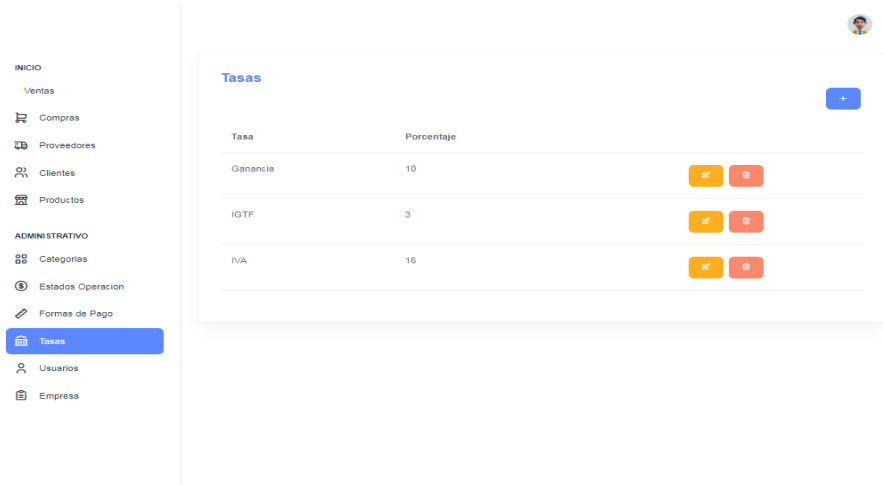 INICIO
Ventas
Compras
Proveedores
Clientes
Productos
ADMINISTRATIVO
Categorias
Estados Operacion
Formas de Pago
Tasas
Usuarios
Empresa
Tasas
+
Tasa Porcentaje
Ganancia 10
IGTF 3
IVA 16